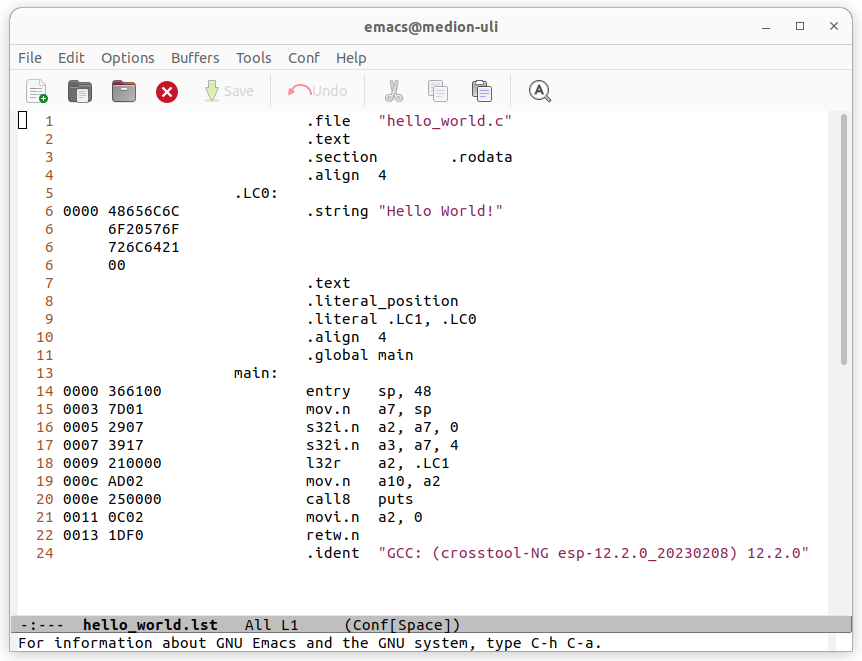 emacs@medion-uli
File Edit Options Buffers Tools Conf Help
Save Undo
1 .file "hello_world.c"
2 .text
3 .section .rodata
4 .align 4
5 .LC0:
6 0000 48656C6C .string "Hello World!"
6 6F20576F
6 726C6421
6 00
7 .text
8 .literal_position
9 .literal .LC1, .LC0
10 .align 4
11 .global main
13 main:
14 0000 366100 entry sp, 48
15 0003 7D01 mov.n a7, sp
16 0005 2907 s32i.n a2, a7, 0
17 0007 3917 s32i.n a3, a7, 4
18 0009 210000 l32r a2, .LC1
19 000c AD02 mov.n a10, a2
20 000e 250000 call8 puts
21 0011 0C02 movi.n a2, 0
22 0013 1DF0 retw.n
24 .ident "GCC: (crosstool-NG esp-12.2.0_20230208) 12.2.0"
-:--- hello_world.lst All L1 (Conf[Space])
For information about GNU Emacs and the GNU system, type C-h C-a.